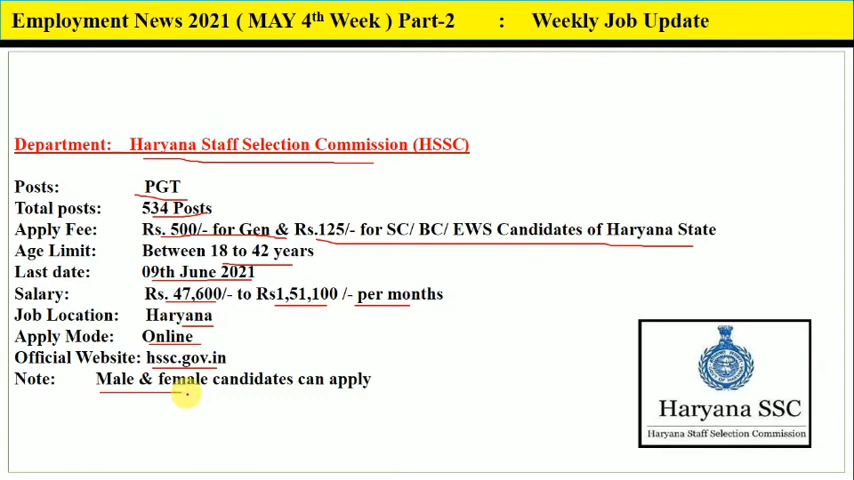 Employment News 2021 ( MAY 4th Week ) Part-2 : Weekly Job Update
Department: Haryana Staff Selection Commission (HSSC)
Posts: PGT
Total posts: 534 Posts
Apply Fee: Rs. 500/- for Gen & Rs.125/- for SC/ BC/ EWS Candidates of Haryana State
Age Limit: Between 18 to 42 years
Last date: 09th June 2021
Salary: Rs. 47,600/- to Rs1,51,100 /- per months
Job Location: Haryana
Apply Mode: Online
Official Website: hssc.gov.in
Note: Male & female candidates can apply
Haryana SSC
Haryana Staff Selection Commission